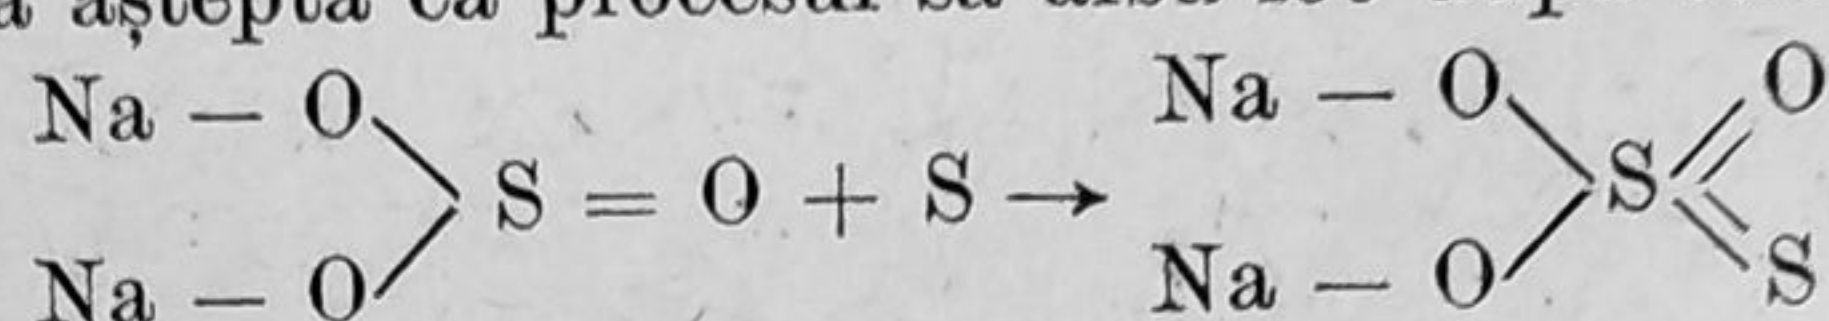 aștepta ca procesul să aibă loc
Na — O Na — O O
S = O + S → S
Na — O Na — O S